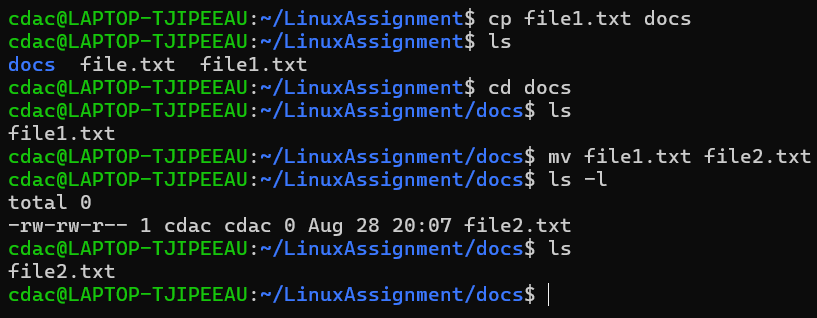 cdac@LAPTOP-TJIPEEAU:~/LinuxAssignment$ cp file1.txt docs
cdac@LAPTOP-TJIPEEAU:~/LinuxAssignment$ ls
docs  file.txt  file1.txt
cdac@LAPTOP-TJIPEEAU:~/LinuxAssignment$ cd docs
cdac@LAPTOP-TJIPEEAU:~/LinuxAssignment/docs$ ls
file1.txt
cdac@LAPTOP-TJIPEEAU:~/LinuxAssignment/docs$ mv file1.txt file2.txt
cdac@LAPTOP-TJIPEEAU:~/LinuxAssignment/docs$ ls -l
total 0
-rw-rw-r-- 1 cdac cdac 0 Aug 28 20:07 file2.txt
cdac@LAPTOP-TJIPEEAU:~/LinuxAssignment/docs$ ls
file2.txt
cdac@LAPTOP-TJIPEEAU:~/LinuxAssignment/docs$